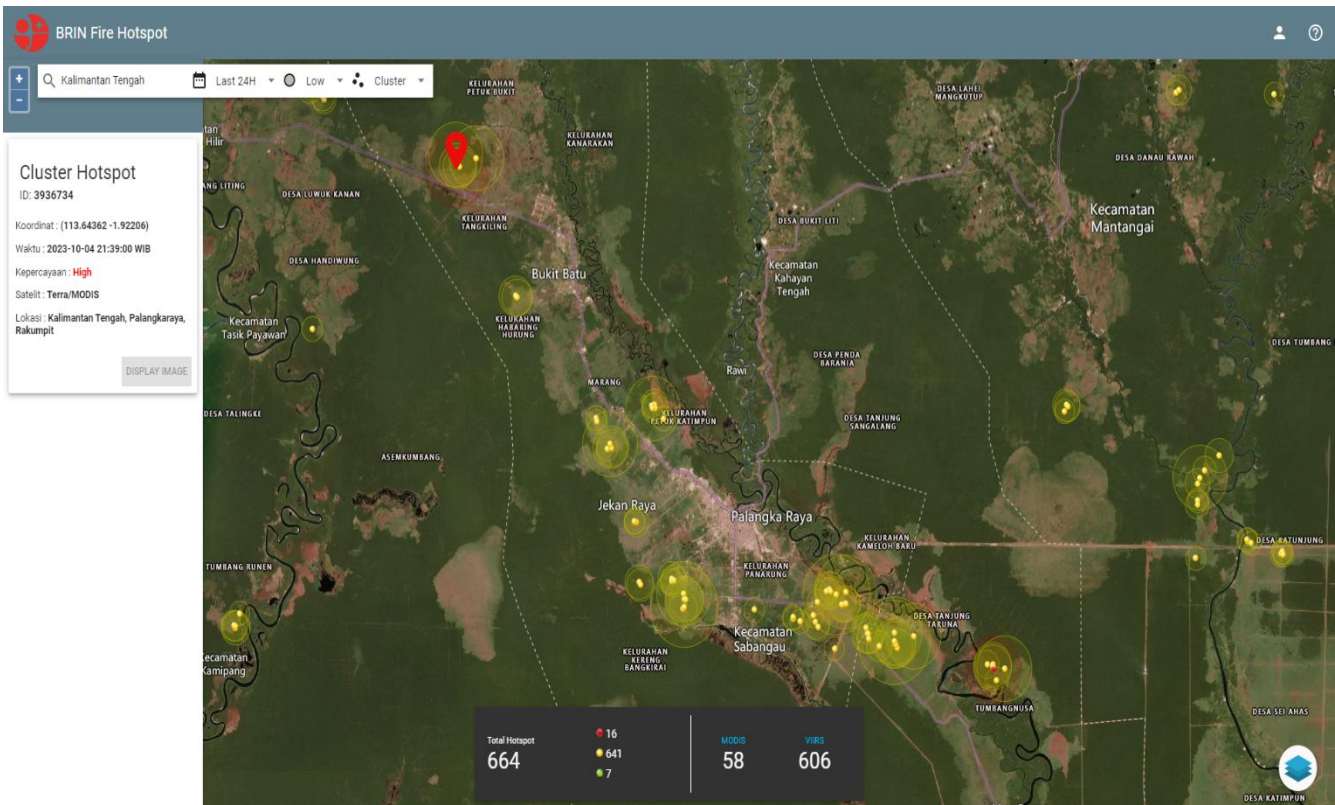 BRIN Fire Hotspot
Kalimantan Tengah
Last 24H
Low
Cluster
Cluster Hotspot
ID: 3936734
Koordinat : (113.64362 -1.92206)
Waktu : 2023-10-04 21:39:00 WIB
Kepercayaan : High
Satelit : Terra/MODIS
Lokasi : Kalimantan Tengah, Palangkaraya,
Rakumpit
DISPLAY IMAGE
KELURAHAN
PETUK BUKIT
DESA LAHEI
MANGKUTUP
Hilir
KELURAHAN
KANARAKAN
DESA DANAU RAWAH
DESA LUWUK KANAN
KELURAHAN
TANGKILING
DESA BUKIT LITI
Kecamatan
Mantangai
DESA HANDIWUNG
Bukit Batu
Kecamatan
Kahayan
Tengah
Kecamatan
Tasik Payawan
KELURAHAN
HABARING
HURUNG
DESA TUMBANG
DESA PENDA
BARANIA
Rawi
MARANG
DESA TALINGKE
KELURAHAN
PETUK KATIMPUN
DESA TANJUNG
SANGALANG
ASEMKUMBANG
Jekan Raya
Palangka Raya
KELURAHAN
KAMELOH BARU
DESA KATUNJUNG
TUMBANG RUNEN
KELURAHAN
PANARUNG
DESA TANJUNG
TARUNA
Kecamatan
Sabangau
KELURAHAN
KERENG
BANGKIRAI
Kamipang
TUMBANGNUSA
DESA SEI AHAS
DESA KATIMPUN
Total Hotspot
664
16
641
7
MODIS
58
VIIRS
606